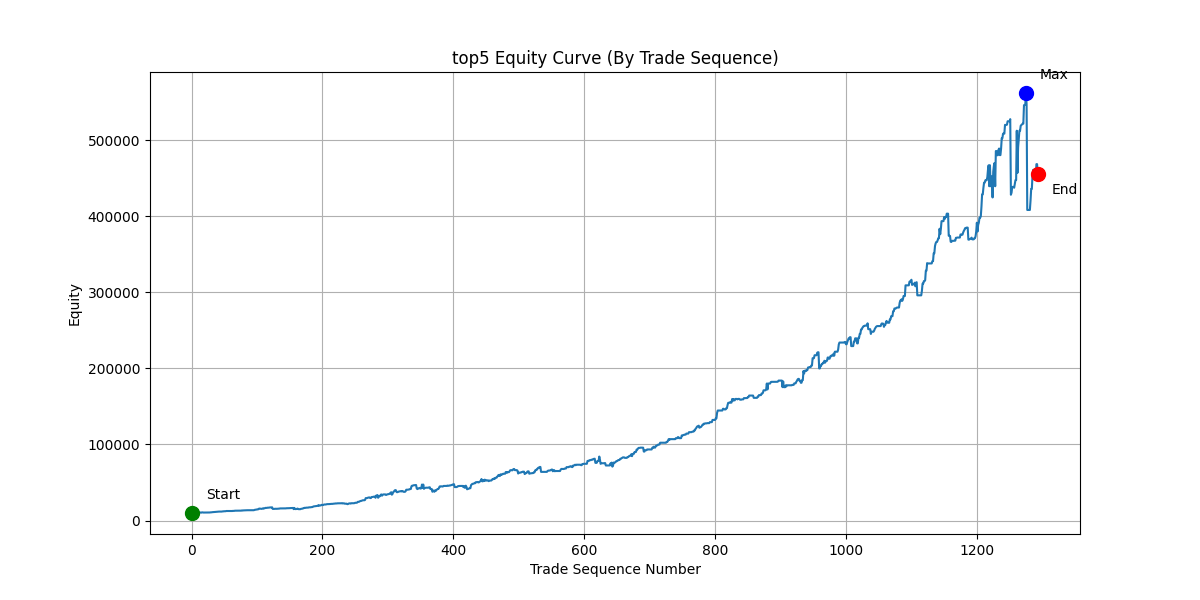 top5 Equity Curve (By Trade Sequence)
Max
500000
End
400000
300000
Equity
200000
100000
Start
0
0 200 400 600 800 1000 1200
Trade Sequence Number